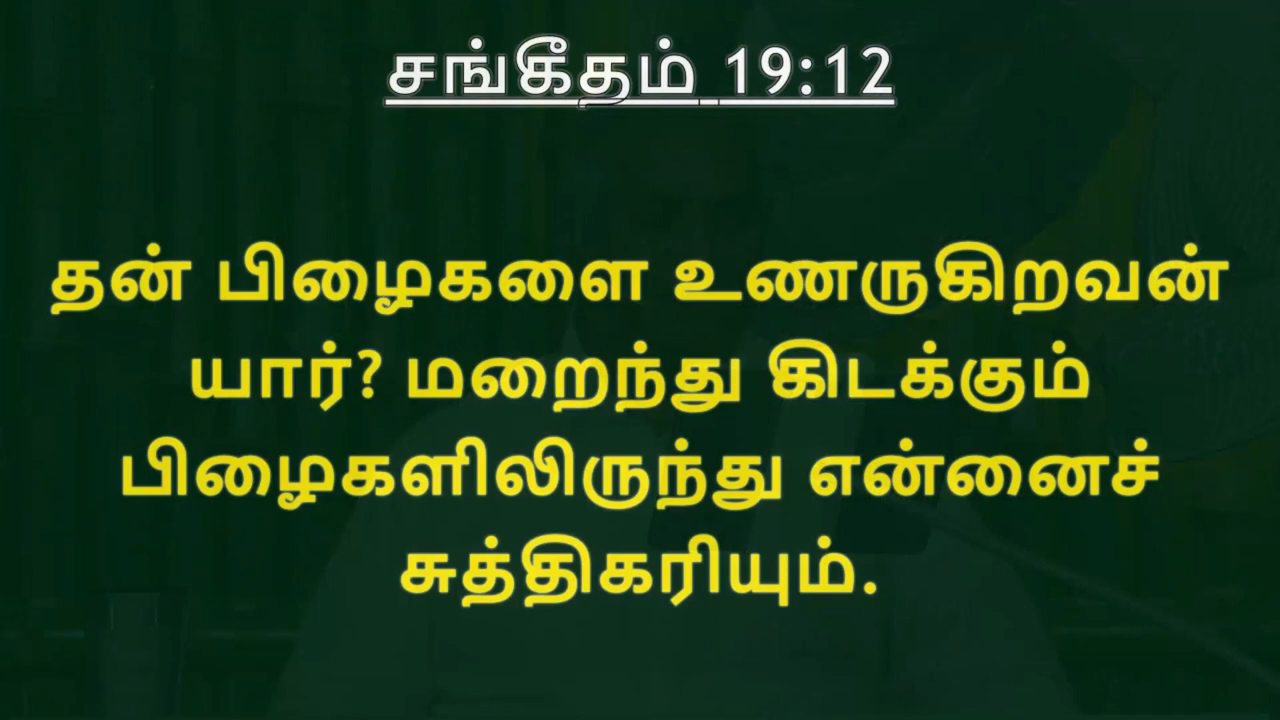 சங்கீதம் 19:12
தன் பிழைகளை உணருகிறவன்
யார்? மறைந்து கிடக்கும்
பிழைகளிலிருந்து என்னைச்
சுத்திகரியும்.